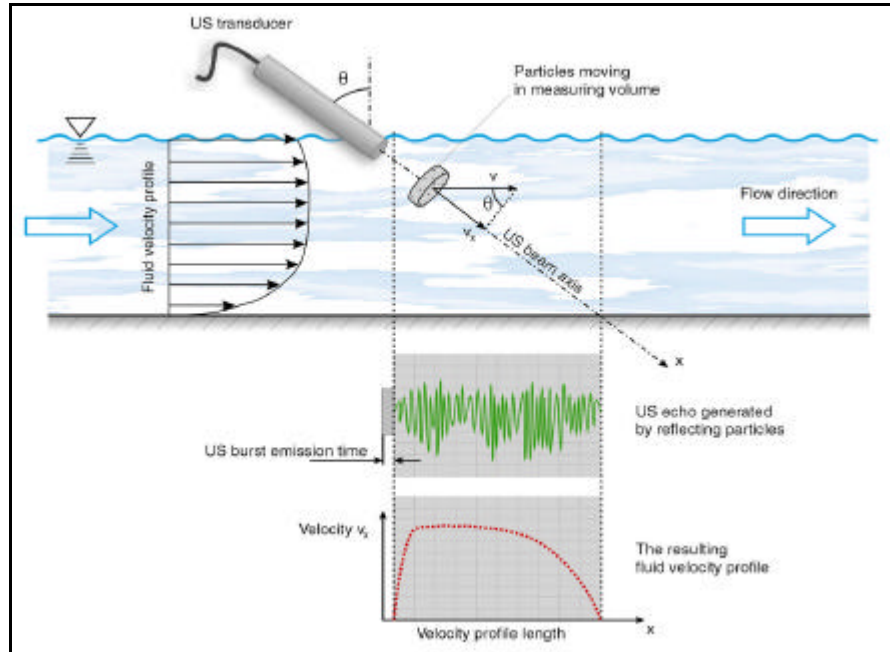 US transducer
θ
Particles moving
in measuring volume
v
θ
vₓ
Flow direction
Fluid velocity profile
US beam axis
x
US echo generated
by reflecting particles
US burst emission time
Velocity vₓ
The resulting
fluid velocity profile
x
Velocity profile length